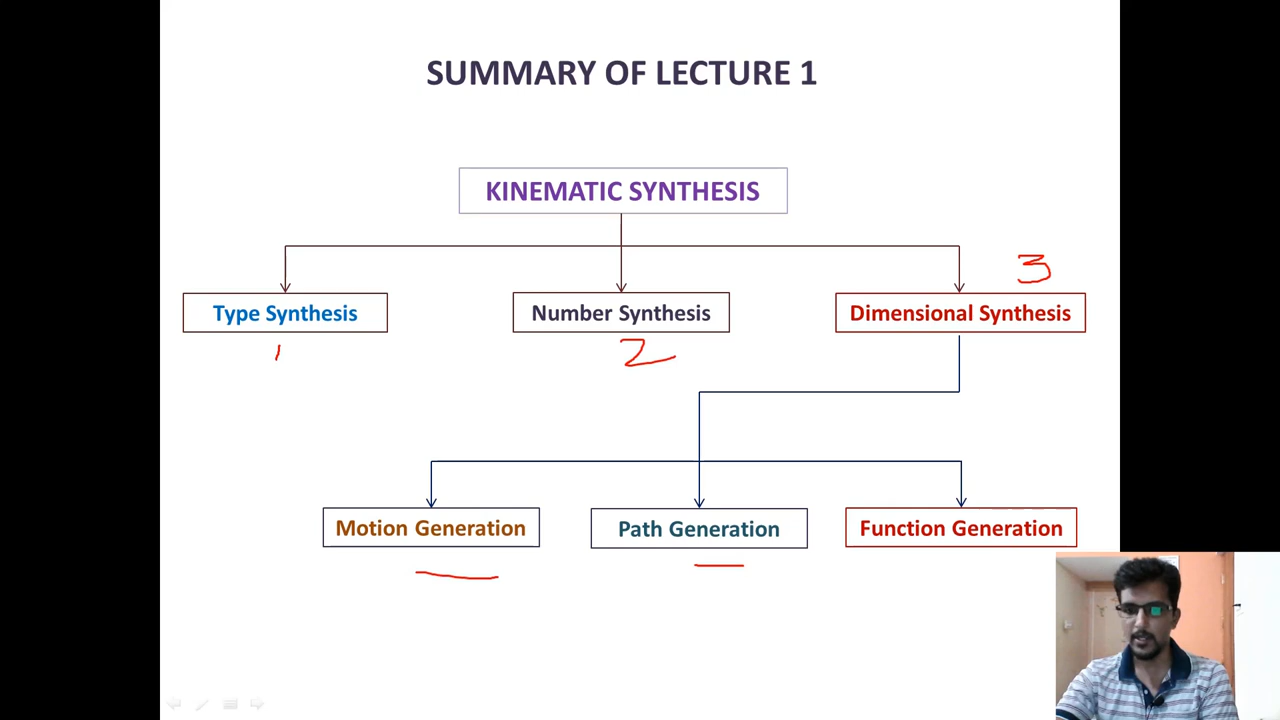 SUMMARY OF LECTURE 1
KINEMATIC SYNTHESIS
3
Type Synthesis
Number Synthesis
Dimensional Synthesis
1
2
Motion Generation
Path Generation
Function Generation